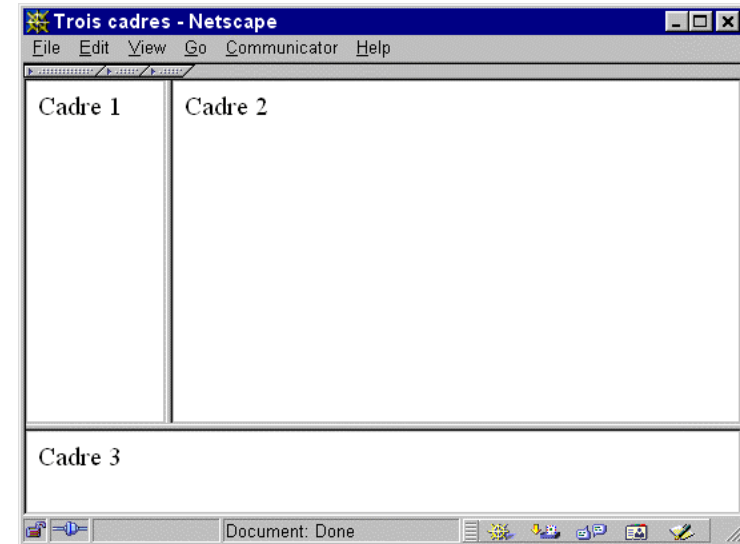 Trois cadres - Netscape
File Edit View Go Communicator Help
Cadre 1
Cadre 2
Cadre 3
Document: Done